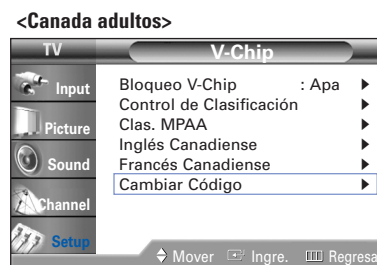 <Canada adultos>
TV
V-Chip
Input
Picture
Sound
Channel
Setup
Bloqueo V-Chip : Apa
Control de Clasificación
Clas. MPAA
Inglés Canadiense
Francés Canadiense
Cambiar Código
Mover Ingre. Regresa